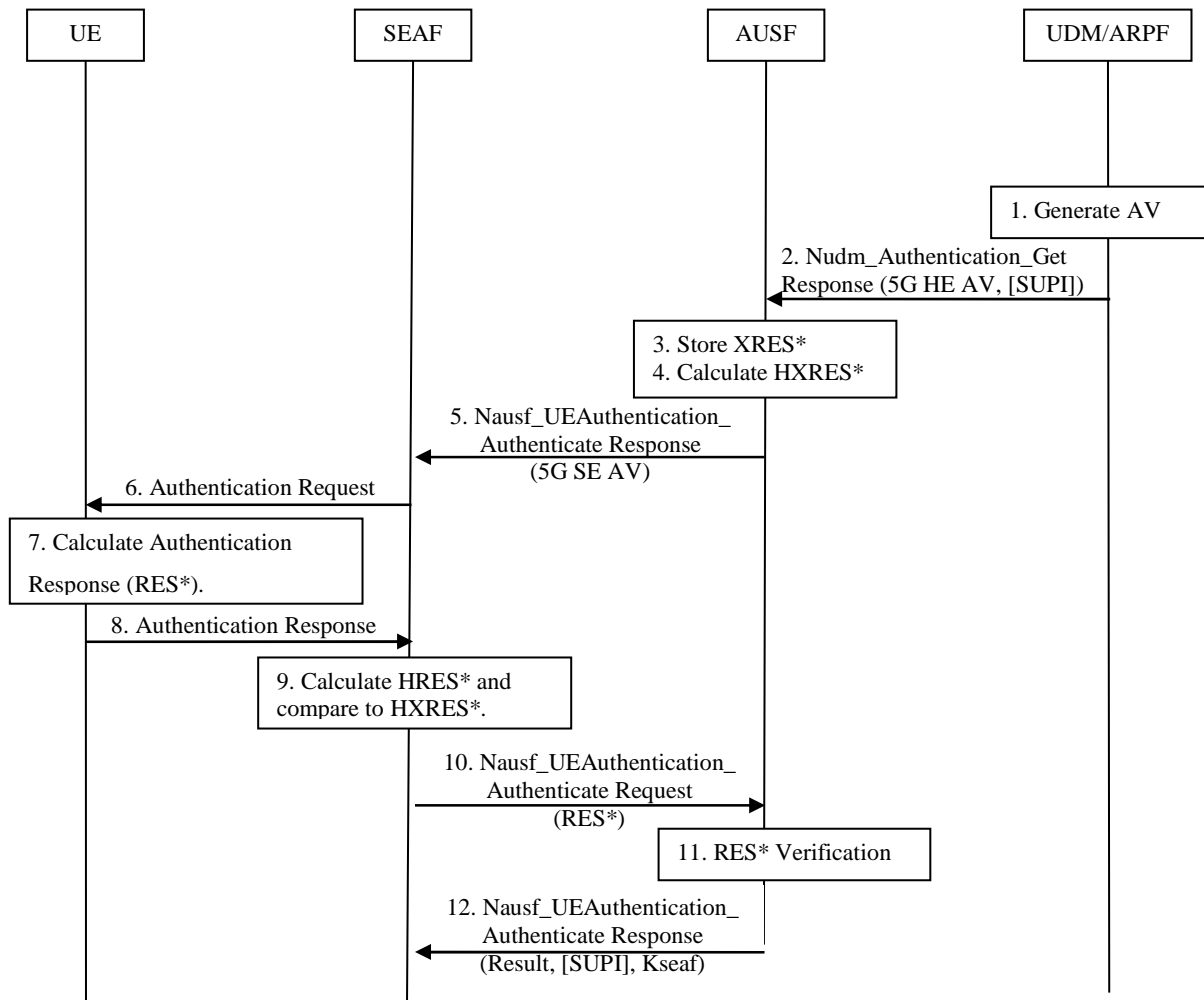 UE
SEAF
AUSF
UDM/ARPF
1. Generate AV
2. Nudm_Authentication_Get
Response (5G HE AV, [SUPI])
3. Store XRES*
4. Calculate HXRES*
5. Nausf_UEAuthentication_
Authenticate Response
(5G SE AV)
6. Authentication Request
7. Calculate Authentication
Response (RES*).
8. Authentication Response
9. Calculate HRES* and
compare to HXRES*.
10. Nausf_UEAuthentication_
Authenticate Request
(RES*)
11. RES* Verification
12. Nausf_UEAuthentication_
Authenticate Response
(Result, [SUPI], Kseaf)